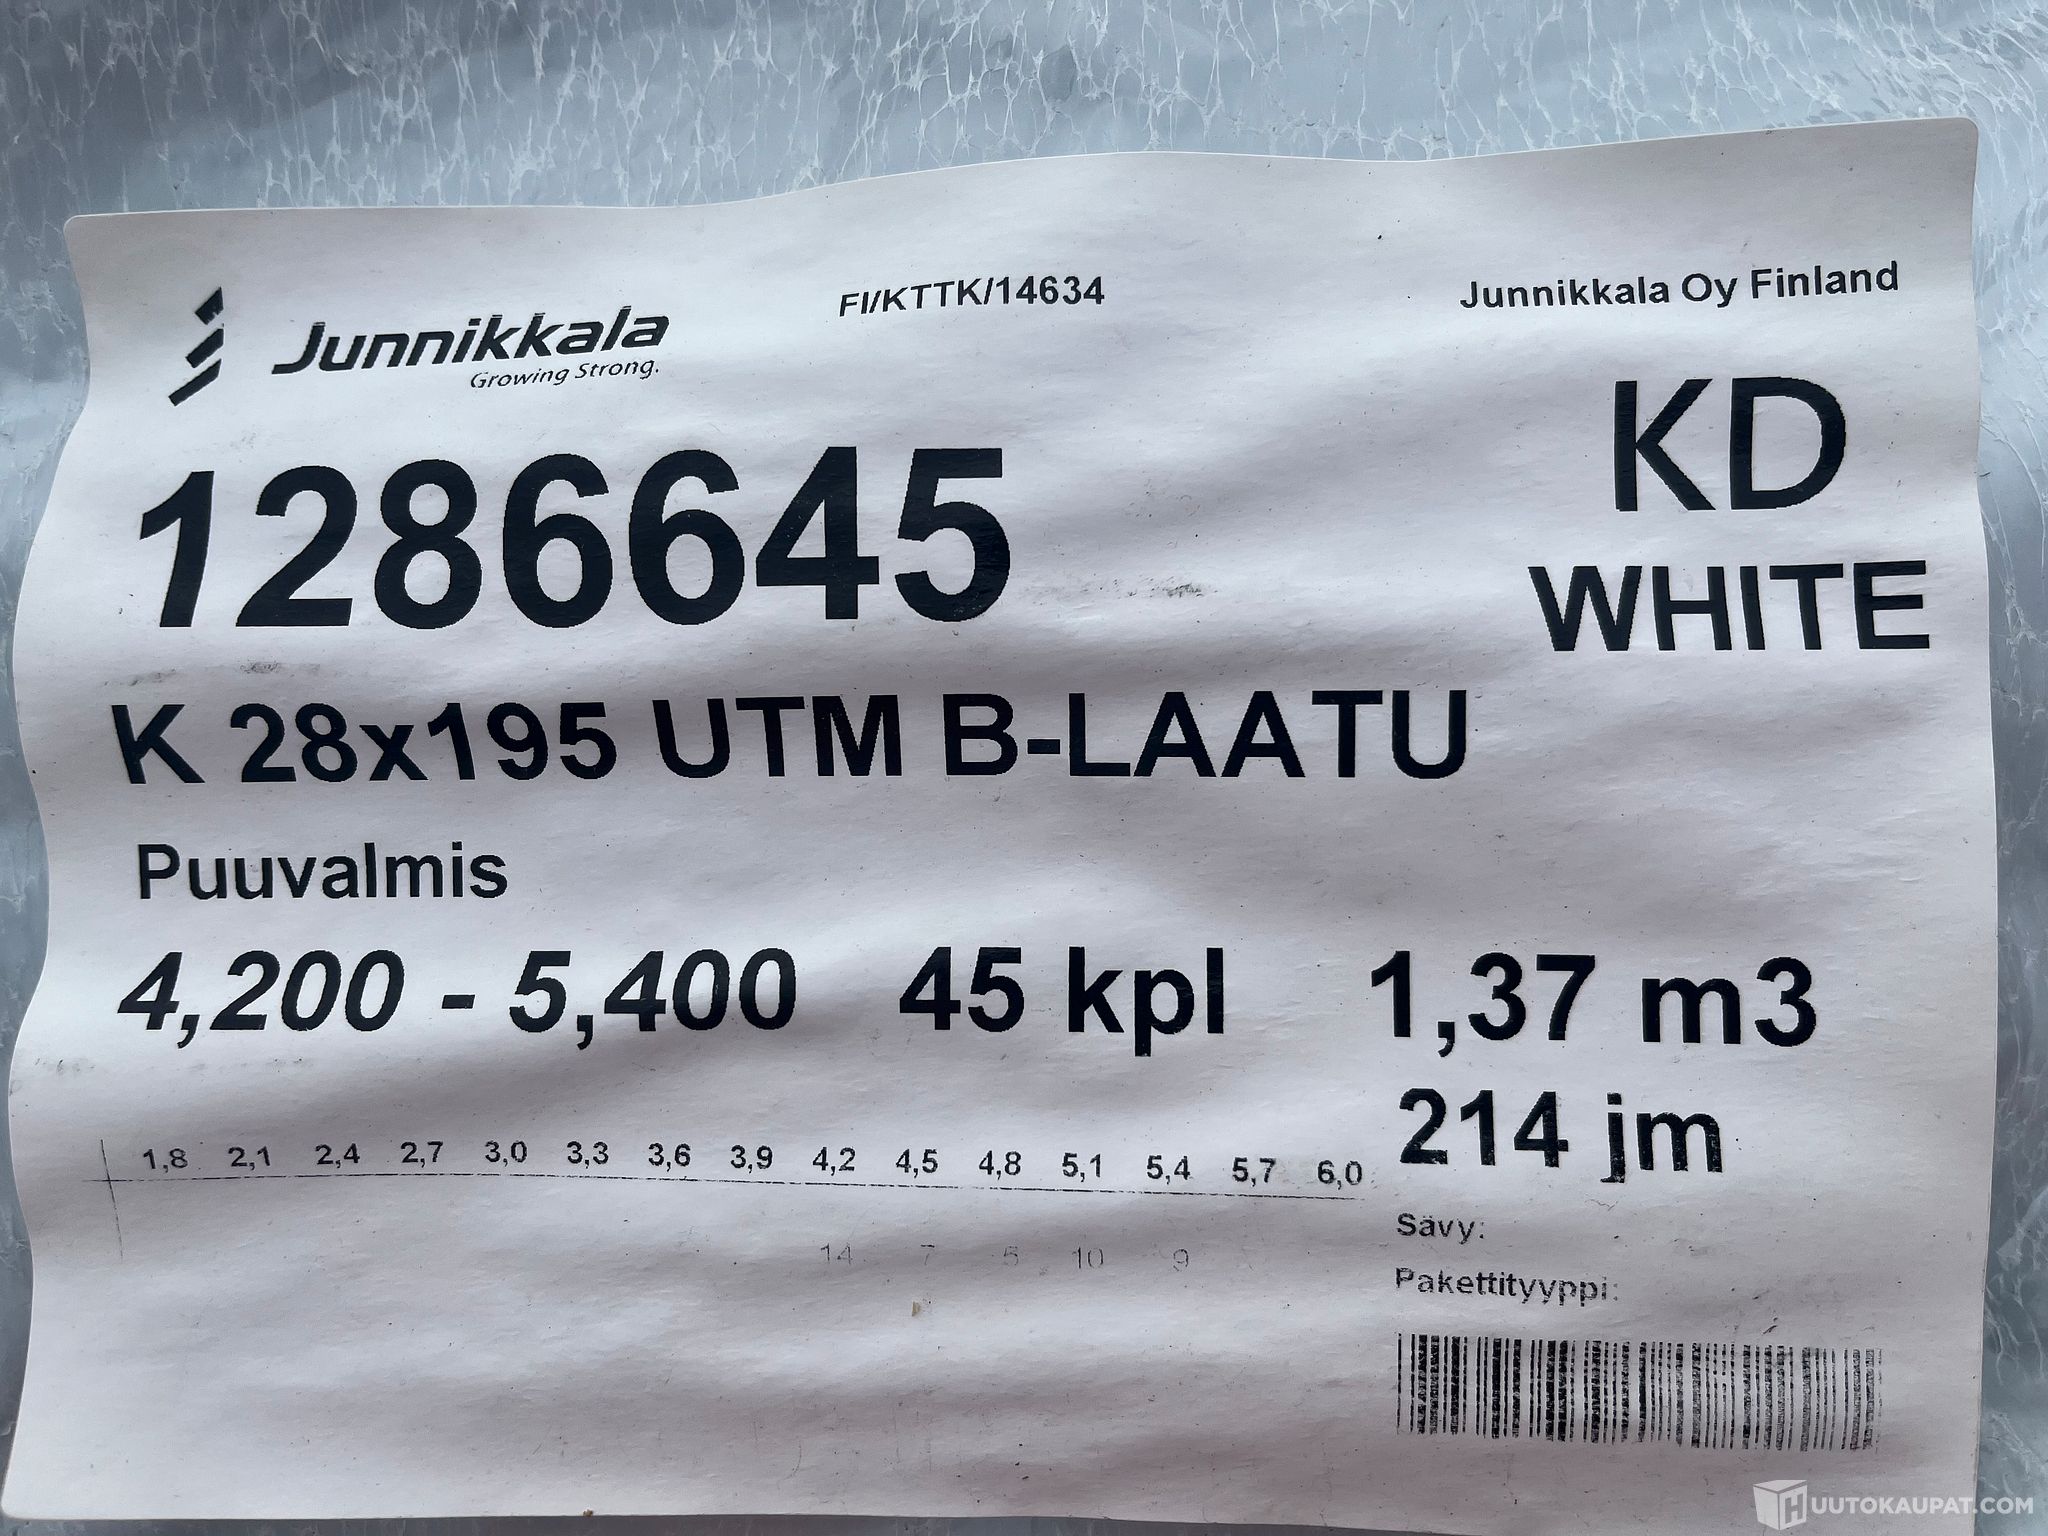 Junnikkala
Growing Strong.
FI/KTTK/14634
Junnikkala Oy Finland
1286645
KD
WHITE
K 28x195 UTM B-LAATU
Puuvalmis
4,200 - 5,400 45 kpl 1,37 m3
214 jm
1,8 2,1 2,4 2,7 3,0 3,3 3,6 3,9 4,2 4,5 4,8 5,1 5,4 5,7 6,0
14 7 5 10 9
Sävy:
Pakettityyppi:
HUUTOKAUPAT.COM